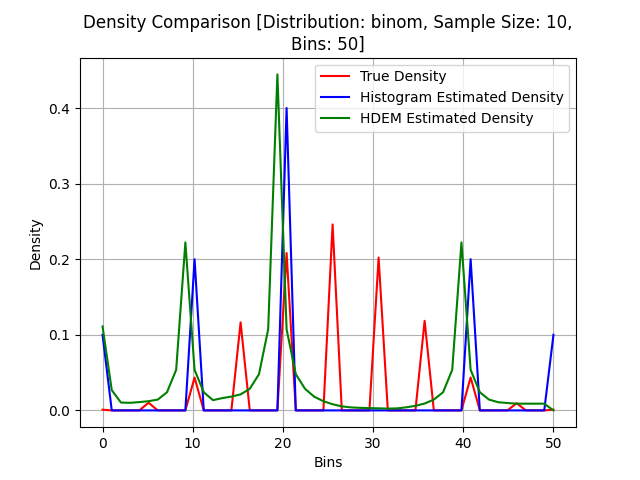 Density Comparison [Distribution: binom, Sample Size: 10,
Bins: 50]
True Density
Histogram Estimated Density
HDEM Estimated Density
Density
0.4
0.3
0.2
0.1
0.0
0 10 20 30 40 50
Bins